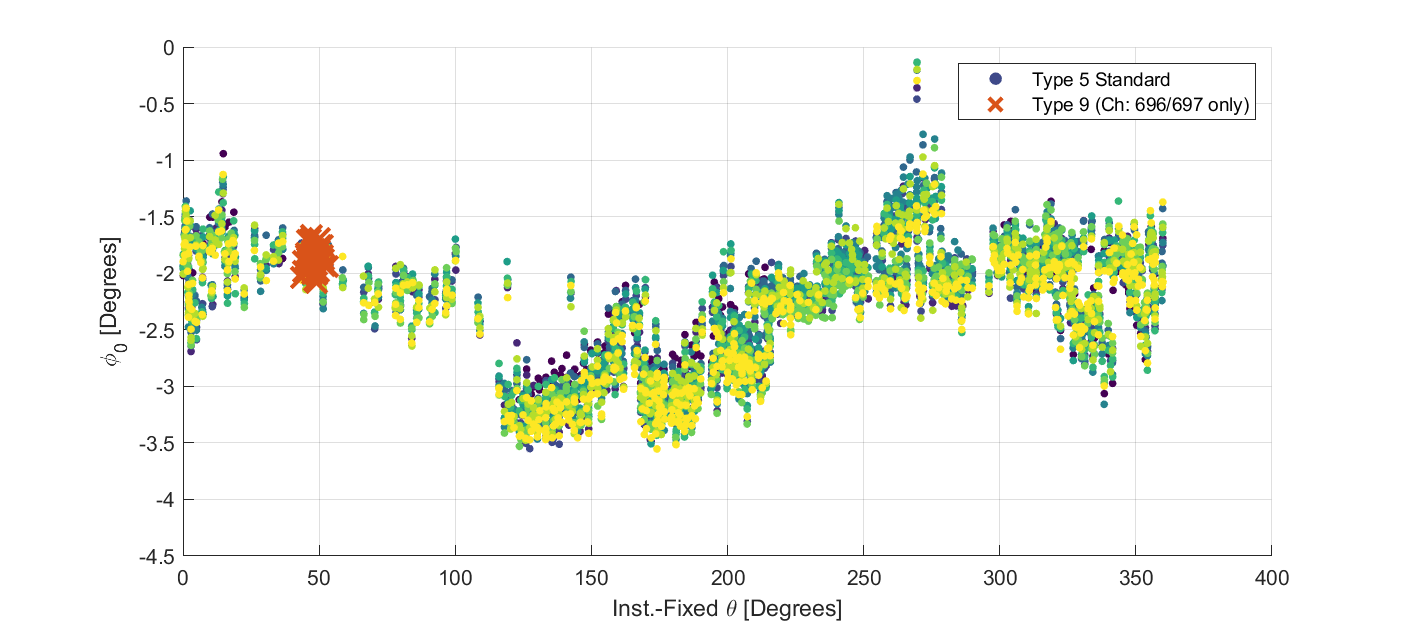 0
-0.5
-1
-1.5
-2
-2.5
-3
-3.5
-4
-4.5
ϕ0 [Degrees]
Type 5 Standard
Type 9 (Ch: 696/697 only)
0 50 100 150 200 250 300 350 400
Inst.-Fixed θ [Degrees]